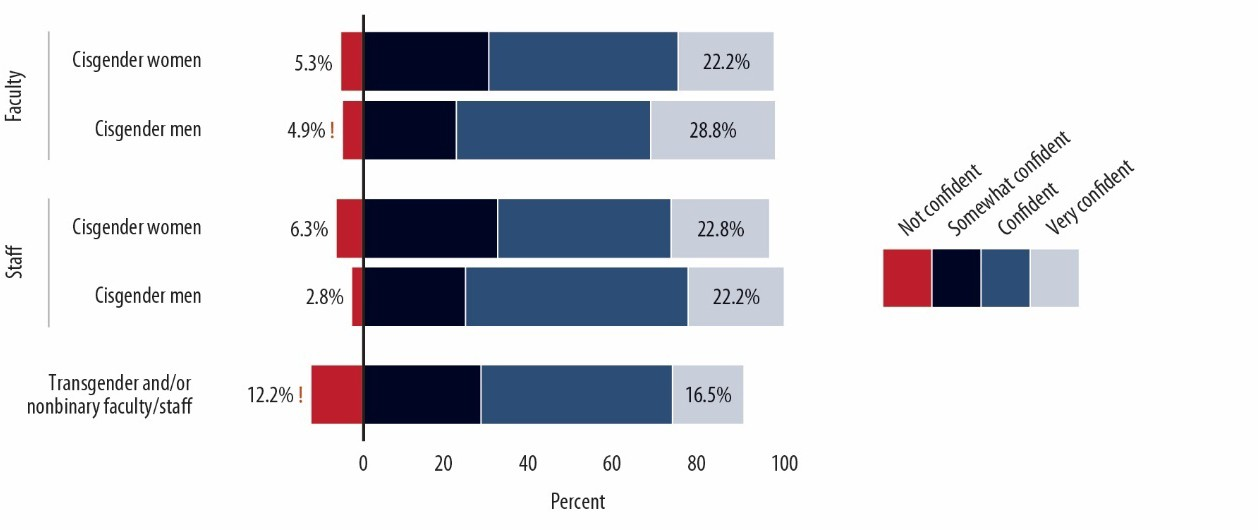 Faculty
Cisgender women
5.3%
22.2%
Cisgender men
4.9% !
28.8%
Staff
Cisgender women
6.3%
22.8%
Cisgender men
2.8%
22.2%
Transgender and/or
nonbinary faculty/staff
12.2% !
16.5%
0 20 40 60 80 100
Percent
Not confident
Somewhat confident
Confident
Very confident